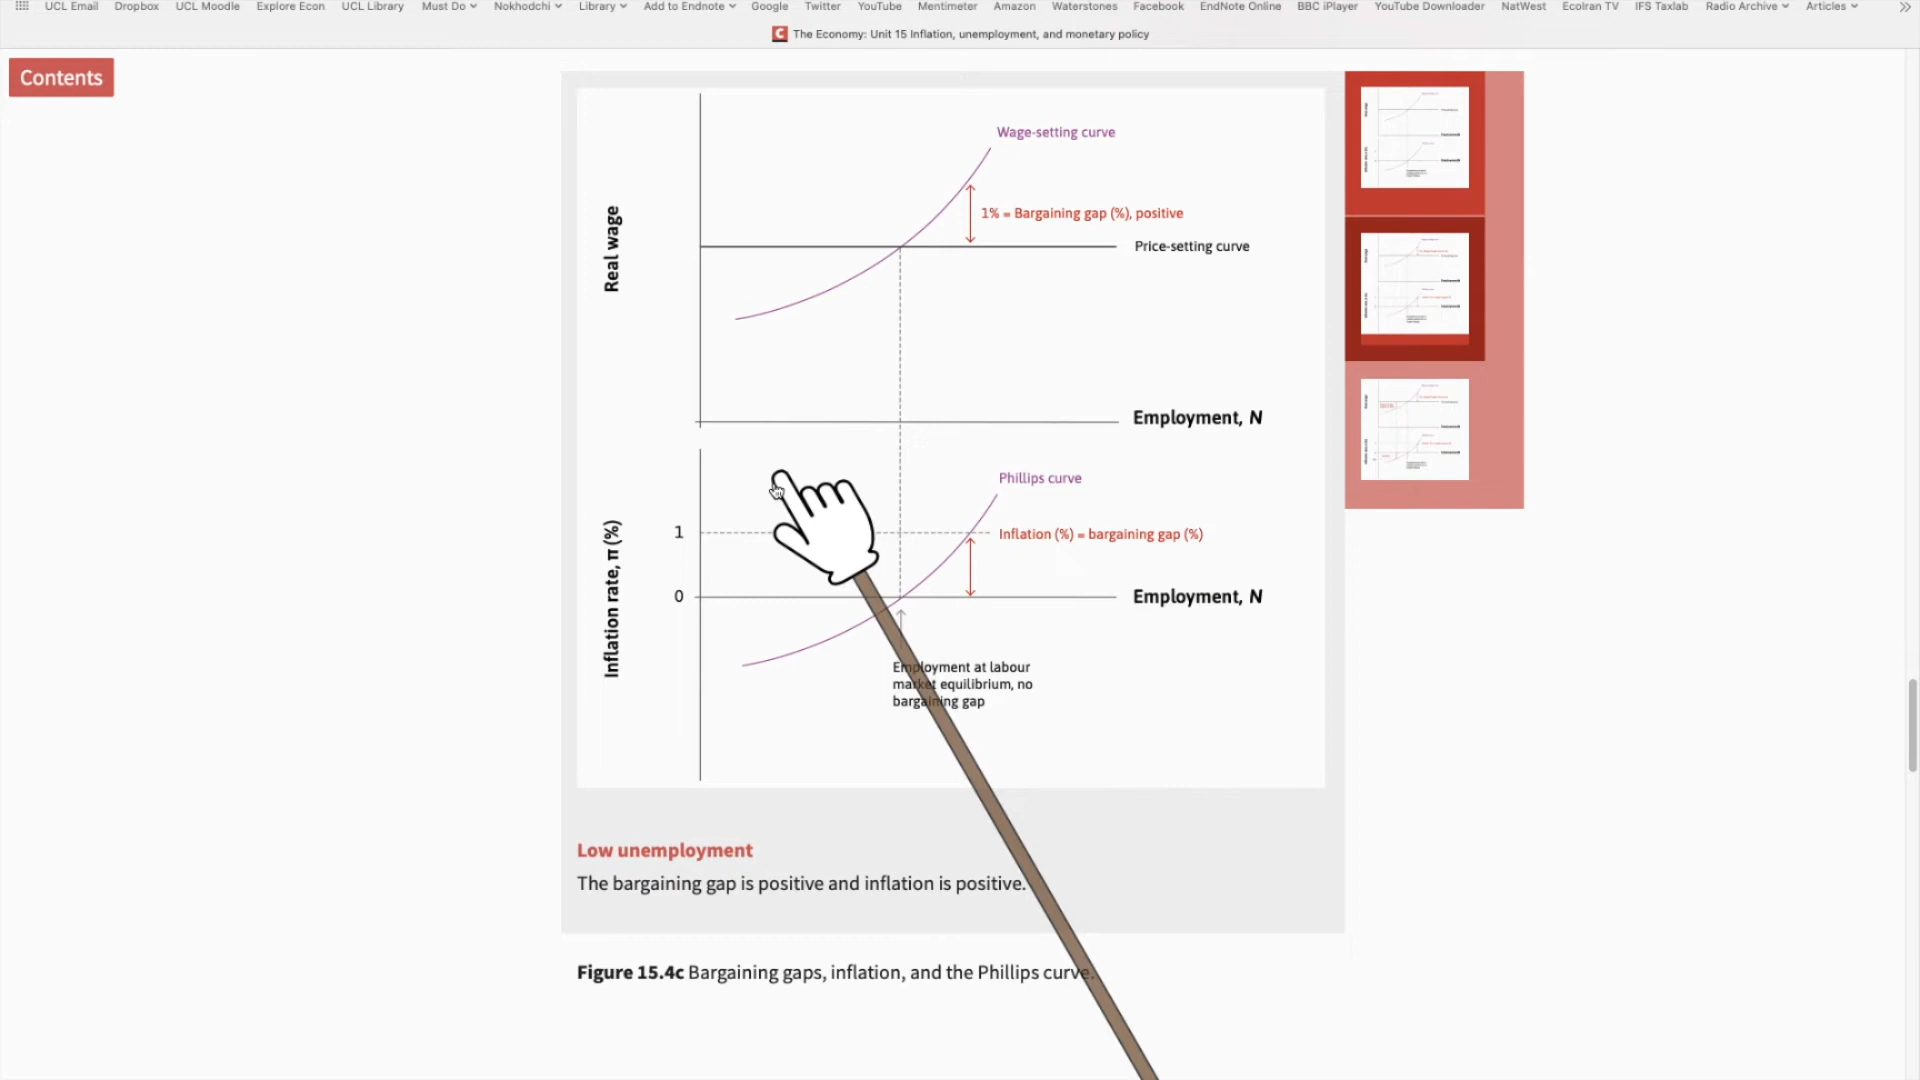 UCL Email Dropbox UCL Moodle Explore Econ UCL Library Must Do Nokhodchi Library Add to Endnote Google Twitter YouTube Mentimeter Amazon Waterstones Facebook EndNote Online BBC iPlayer YouTube Downloader NatWest EcoIran TV IFS Taxlab Radio Archive Articles
C The Economy: Unit 15 Inflation, unemployment, and monetary policy
Contents
Wage-setting curve
1% = Bargaining gap (%), positive
Real wage
Price-setting curve
Employment, N
Phillips curve
1
Inflation (%) = bargaining gap (%)
Inflation rate, π (%)
0
Employment, N
Employment at labour
market equilibrium, no
bargaining gap
Low unemployment
The bargaining gap is positive and inflation is positive.
Figure 15.4c Bargaining gaps, inflation, and the Phillips curve.